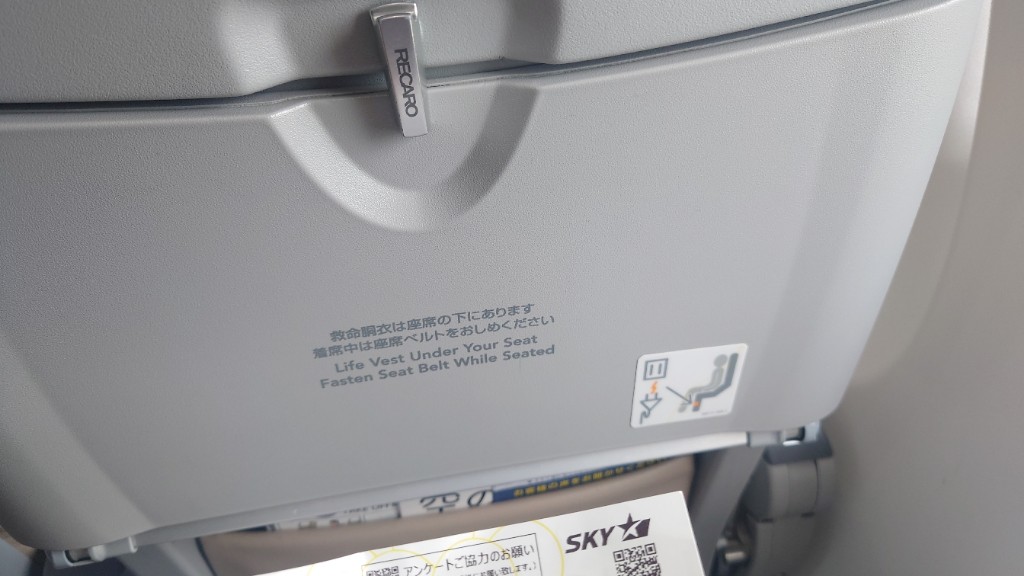 RECARO
救命胴衣は座席の下にあります
着席中は座席ベルトをおしめください
Life Vest Under Your Seat
Fasten Seat Belt While Seated
空の
SKY
アンケートご協力のお願い